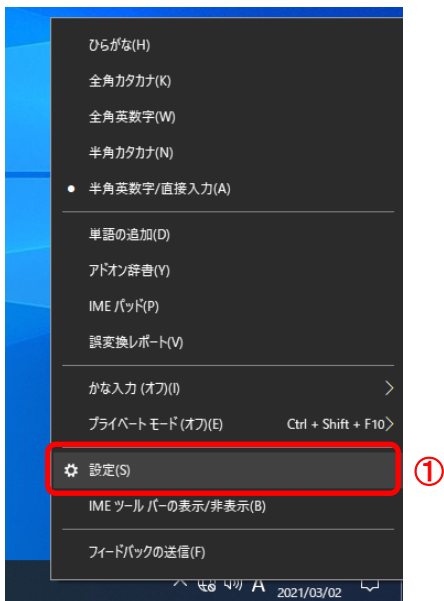 ひらがな(H)
全角カタカナ(K)
全角英数字(W)
半角カタカナ(N)
● 半角英数字/直接入力(A)
単語の追加(D)
アドオン辞書(Y)
IME パッド(P)
誤変換レポート(V)
かな入力 (オフ)(I)
プライベート モード (オフ)(E) Ctrl + Shift + F10
設定(S)
①
IME ツール バーの表示/非表示(B)
フィードバックの送信(F)
A
2021/03/02